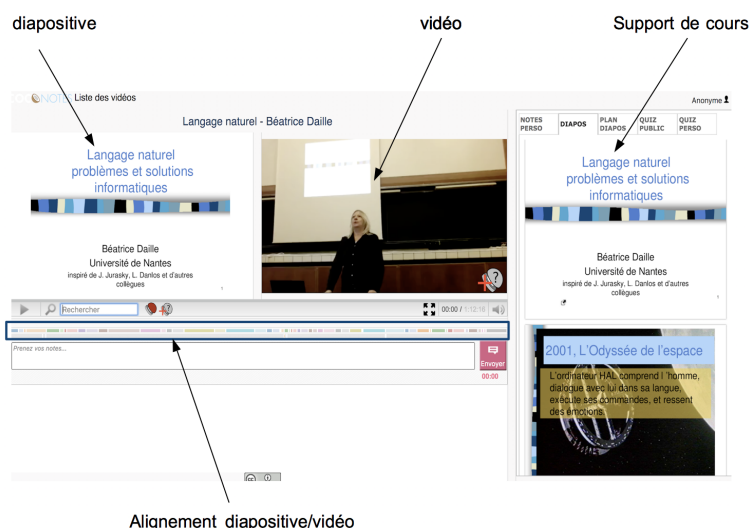 diapositive
vidéo
Support de cours
COCoNOTES Liste des vidéos
Anonyme
Langage naturel - Béatrice Daille
NOTES PERSO
DIAPOS
PLAN DIAPOS
QUIZ PUBLIC
QUIZ PERSO
Langage naturel
problèmes et solutions
informatiques
Béatrice Daille
Université de Nantes
inspiré de J. Jurasky, L. Danlos et d'autres
collègues
1
Rechercher
00:00 / 1:12:16
Prenez vos notes...
Envoyer
00:00
Langage naturel
problèmes et solutions
informatiques
Béatrice Daille
Université de Nantes
inspiré de J. Jurasky, L. Danlos et d'autres
collègues
1
2001, L'Odyssée de l'espace
L'ordinateur HAL comprend l 'homme,
dialogue avec lui dans sa langue,
exécute ses commandes, et ressent
des émotions.
Alignement diapositive/vidéo